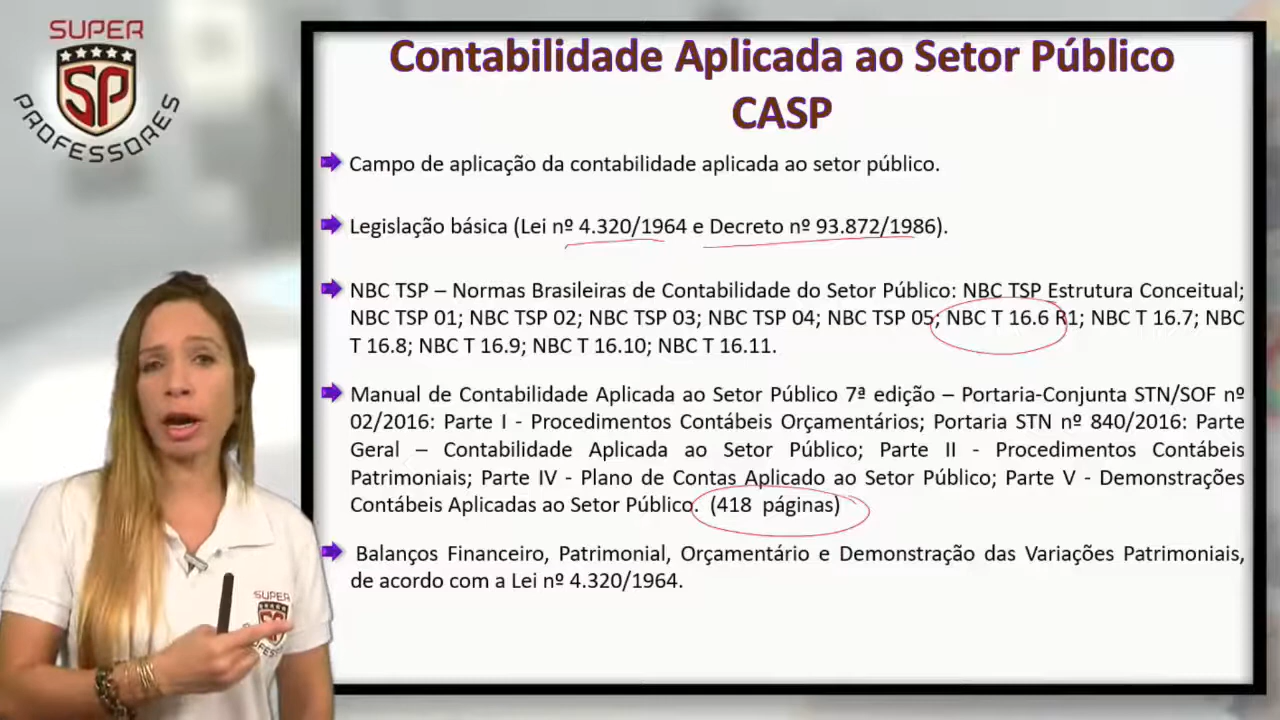 SUPER
SP
PROFESSORES
Contabilidade Aplicada ao Setor Público
CASP
Campo de aplicação da contabilidade aplicada ao setor público.
Legislação básica (Lei nº 4.320/1964 e Decreto nº 93.872/1986).
NBC TSP – Normas Brasileiras de Contabilidade do Setor Público: NBC TSP Estrutura Conceitual;
NBC TSP 01; NBC TSP 02; NBC TSP 03; NBC TSP 04; NBC TSP 05; NBC T 16.6 R1; NBC T 16.7; NBC
T 16.8; NBC T 16.9; NBC T 16.10; NBC T 16.11.
Manual de Contabilidade Aplicada ao Setor Público 7ª edição – Portaria-Conjunta STN/SOF nº
02/2016: Parte I - Procedimentos Contábeis Orçamentários; Portaria STN nº 840/2016: Parte
Geral – Contabilidade Aplicada ao Setor Público; Parte II - Procedimentos Contábeis
Patrimoniais; Parte IV - Plano de Contas Aplicado ao Setor Público; Parte V - Demonstrações
Contábeis Aplicadas ao Setor Público. (418 páginas)
Balanços Financeiro, Patrimonial, Orçamentário e Demonstração das Variações Patrimoniais,
de acordo com a Lei nº 4.320/1964.
SUPER
SP